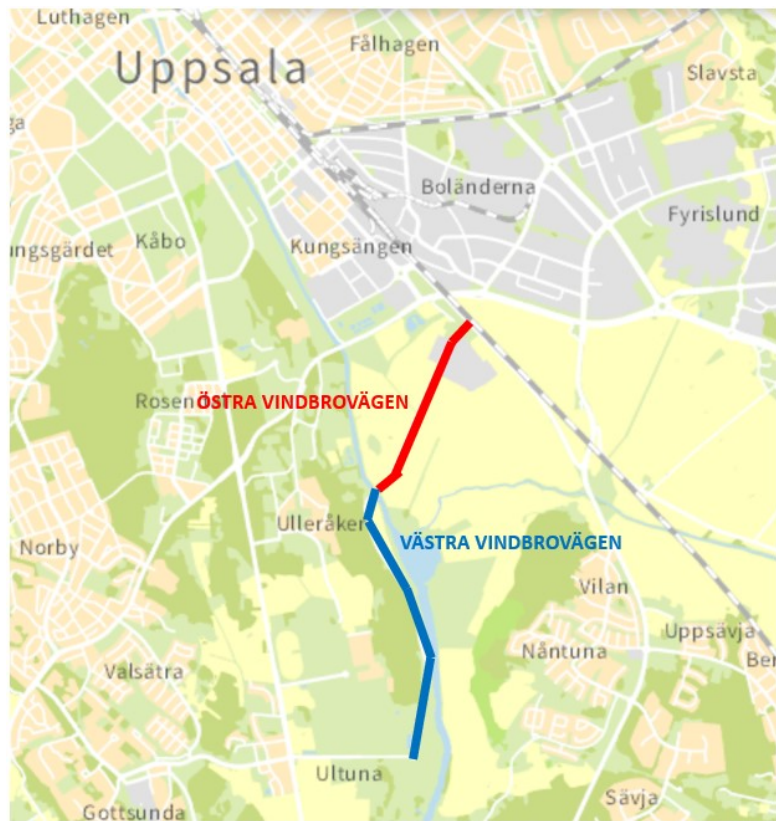 Luthagen
Fålhagen
Uppsala
Slavsta
ga
Boländerna
Fyrislund
Kåbo
Kungsängen
ungsgärdet
Rosen
ÖSTRA VINDBROVÄGEN
Ulleråker
VÄSTRA VINDBROVÄGEN
Norby
Vilan
Uppsävja
Nåntuna
Ber
Valsätra
Ultuna
Sävja
Gottsunda